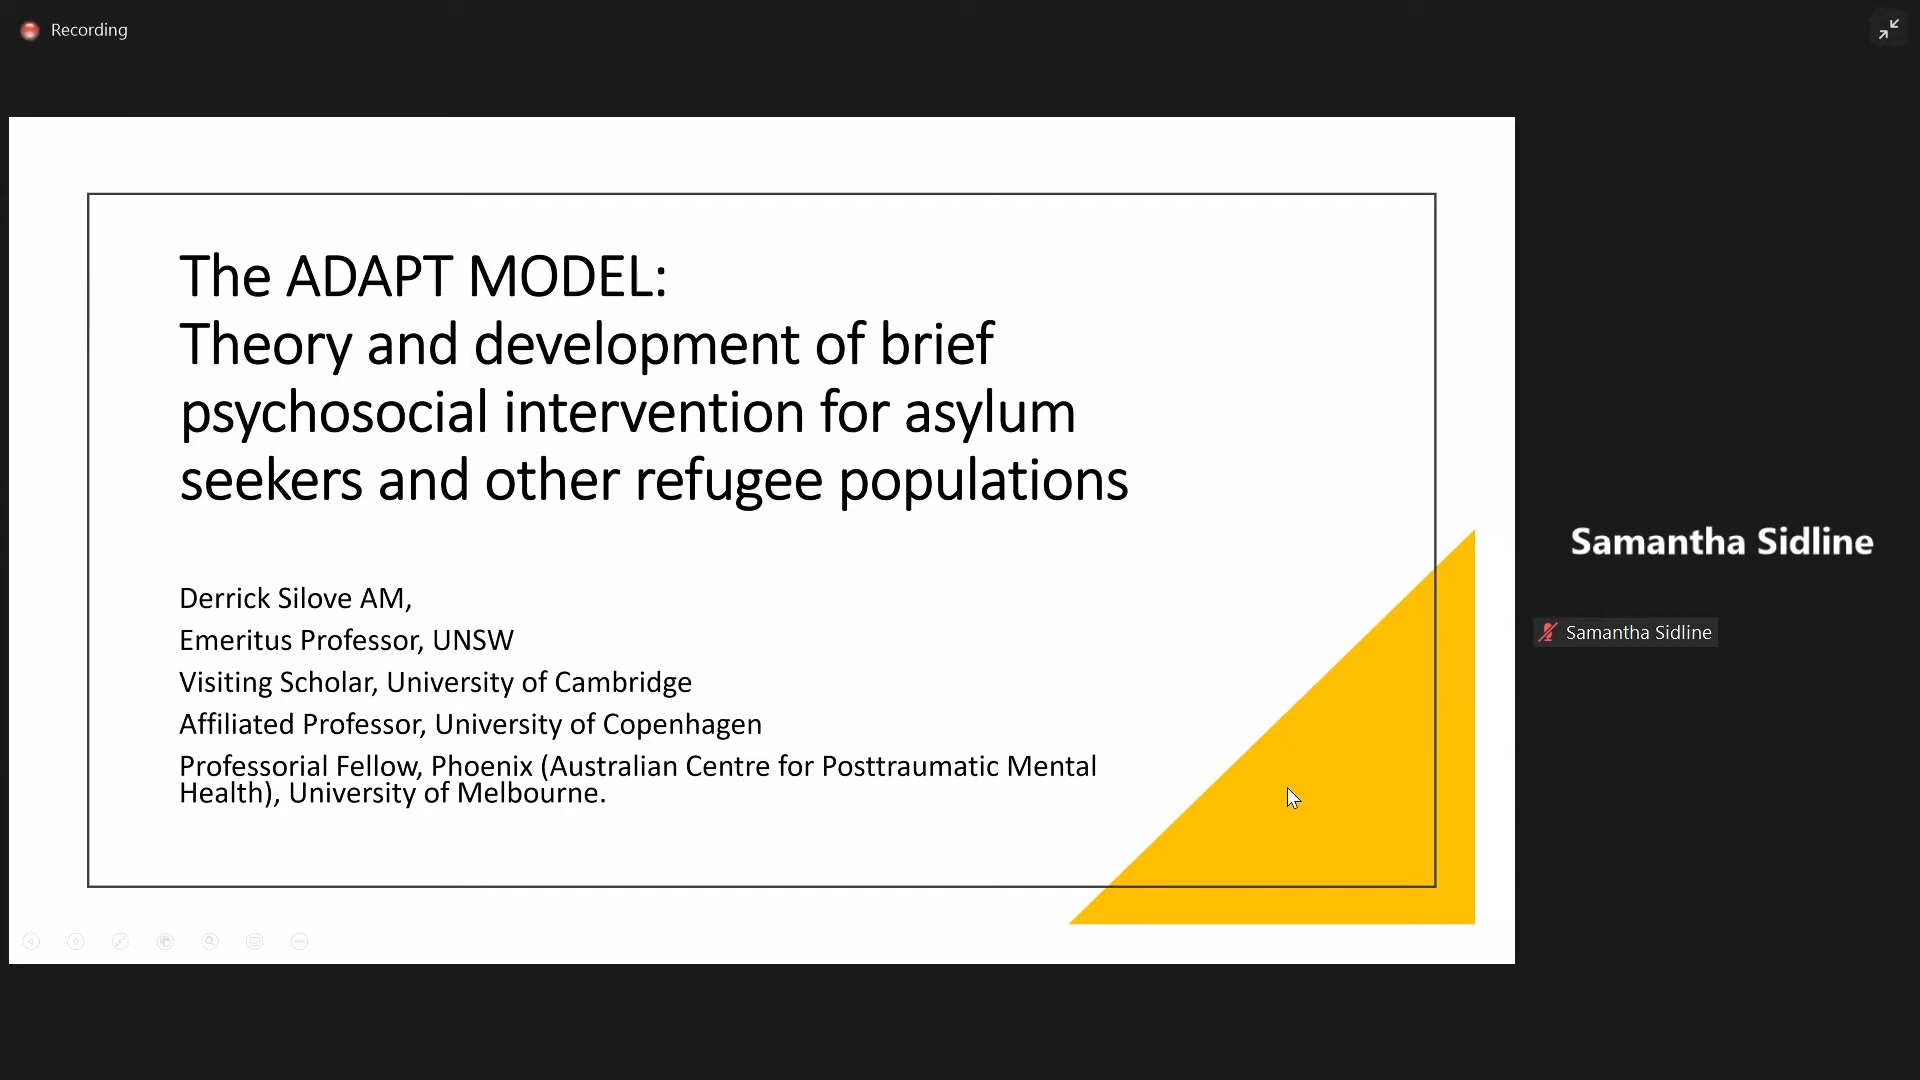 Recording
The ADAPT MODEL:
Theory and development of brief
psychosocial intervention for asylum
seekers and other refugee populations
Derrick Silove AM,
Emeritus Professor, UNSW
Visiting Scholar, University of Cambridge
Affiliated Professor, University of Copenhagen
Professorial Fellow, Phoenix (Australian Centre for Posttraumatic Mental
Health), University of Melbourne.
Samantha Sidline
Samantha Sidline